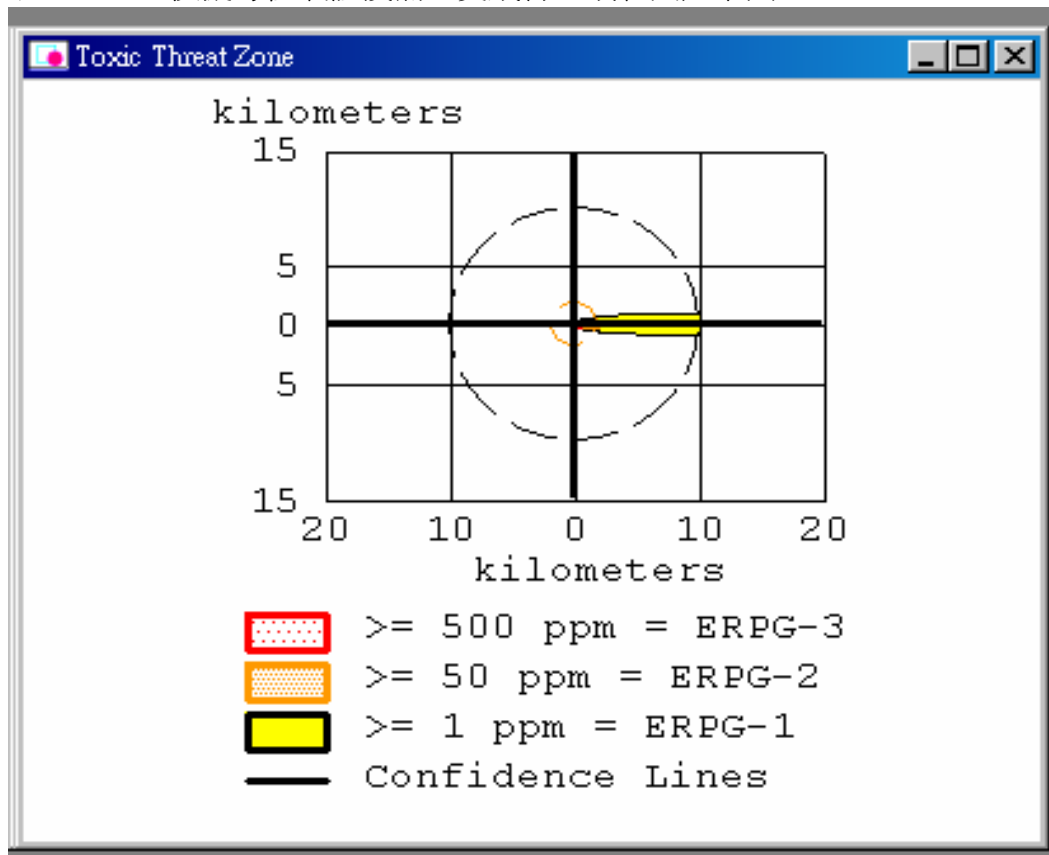 Toxic Threat Zone
kilometers
15
5
0
5
15
20 10 0 10 20
kilometers
>= 500 ppm = ERPG-3
>= 50 ppm = ERPG-2
>= 1 ppm = ERPG-1
Confidence Lines